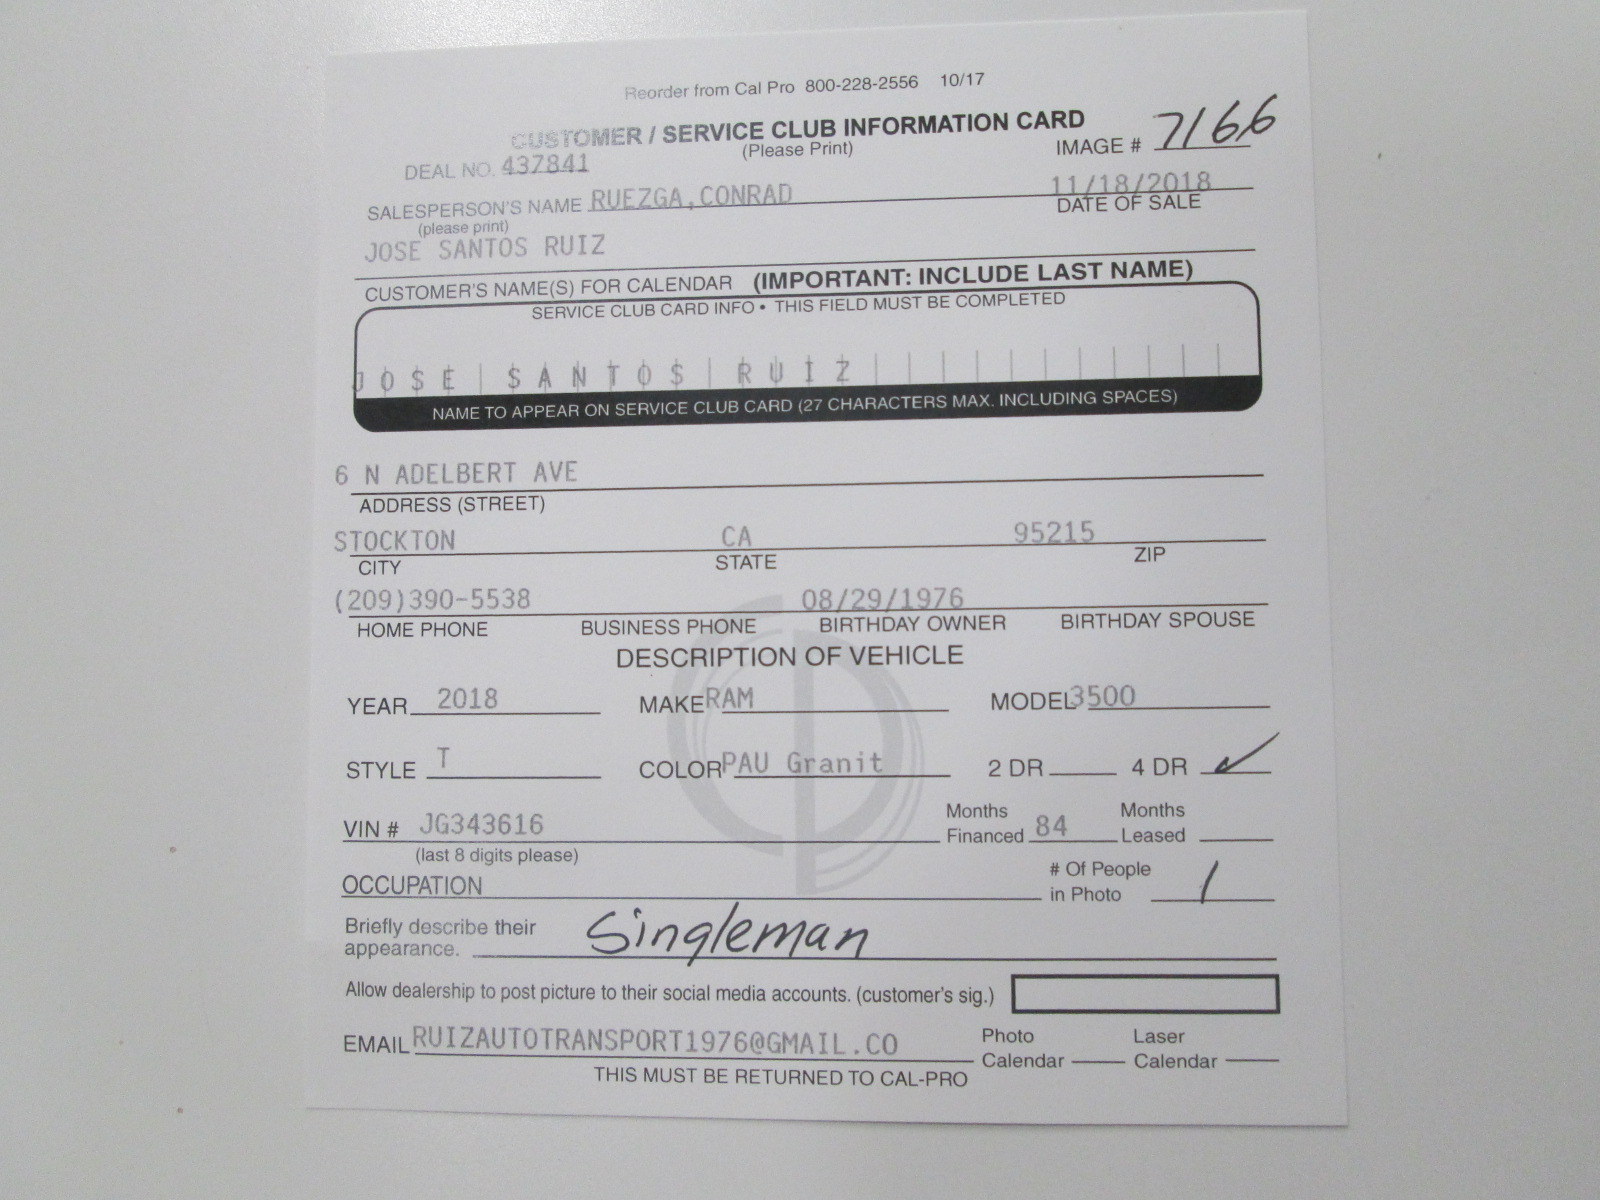 Reorder from Cal Pro 800-228-2556 10/17
CUSTOMER / SERVICE CLUB INFORMATION CARD
(Please Print)
IMAGE # 7166
DEAL NO. 437841
SALESPERSON'S NAME RUEZGA,CONRAD 11/18/2018
(please print) DATE OF SALE
JOSE SANTOS RUIZ
CUSTOMER'S NAME(S) FOR CALENDAR (IMPORTANT: INCLUDE LAST NAME)
SERVICE CLUB CARD INFO • THIS FIELD MUST BE COMPLETED
JOSE SANTOS RUIZ
NAME TO APPEAR ON SERVICE CLUB CARD (27 CHARACTERS MAX. INCLUDING SPACES)
6 N ADELBERT AVE
ADDRESS (STREET)
STOCKTON CA 95215
CITY STATE ZIP
(209)390-5538 08/29/1976
HOME PHONE BUSINESS PHONE BIRTHDAY OWNER BIRTHDAY SPOUSE
DESCRIPTION OF VEHICLE
YEAR 2018 MAKE RAM MODEL 3500
STYLE T COLOR PAU Granit 2 DR 4 DR ✓
VIN # JG343616 Months Financed 84 Months Leased
(last 8 digits please)
OCCUPATION # Of People in Photo 1
Briefly describe their appearance. Singleman
Allow dealership to post picture to their social media accounts. (customer's sig.)
EMAIL RUIZAUTOTRANSPORT1976@GMAIL.CO Photo Calendar Laser Calendar
THIS MUST BE RETURNED TO CAL-PRO